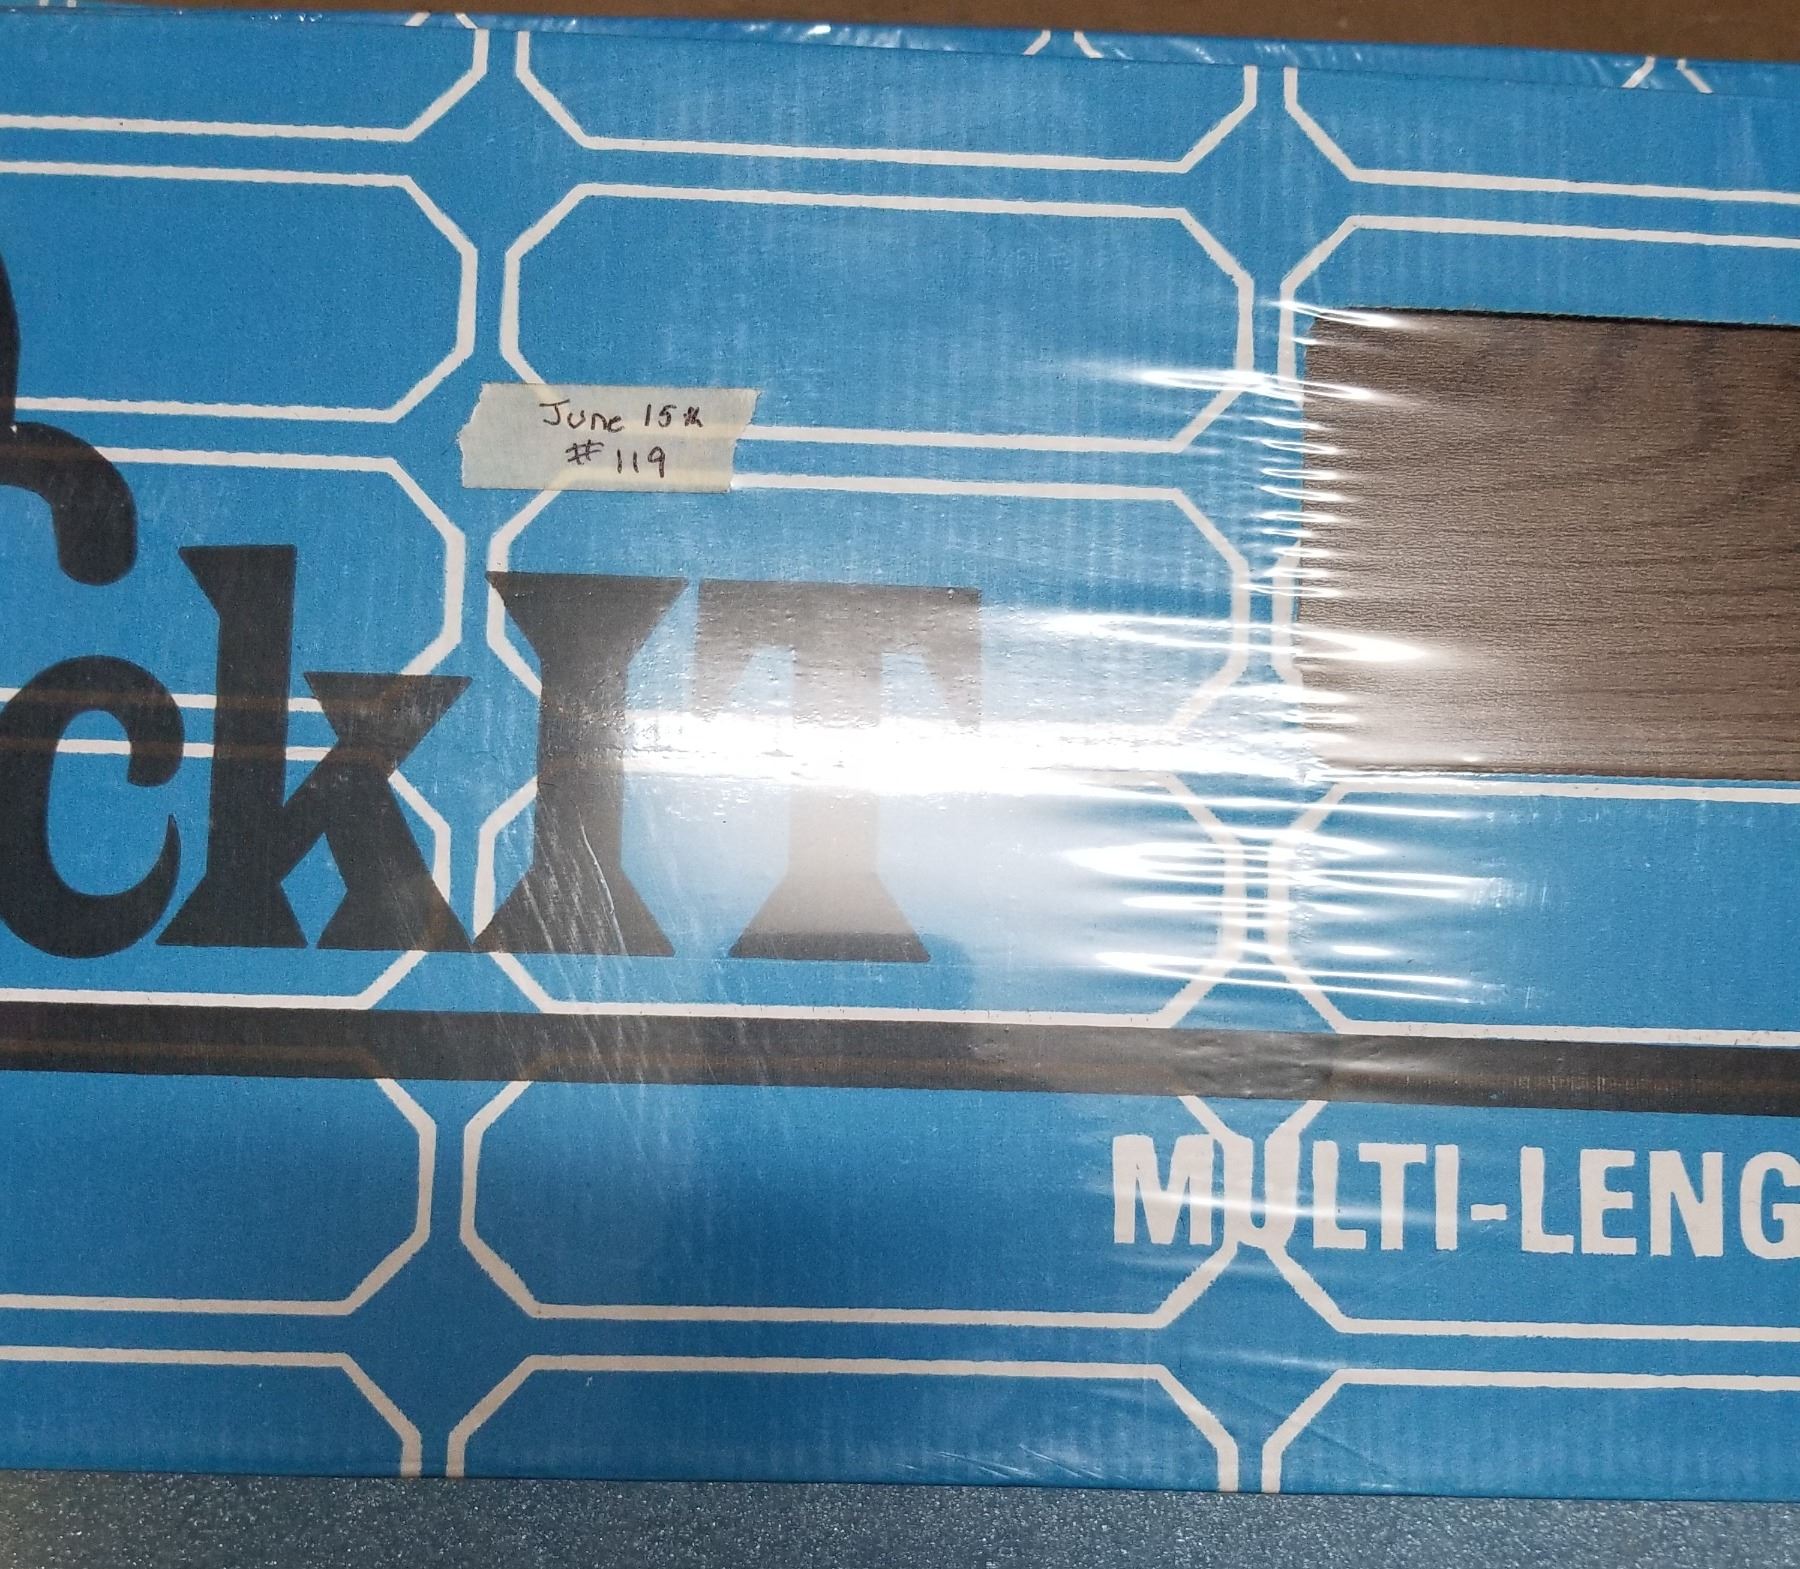 June 15th
#119
ckIT
MULTI-LENG